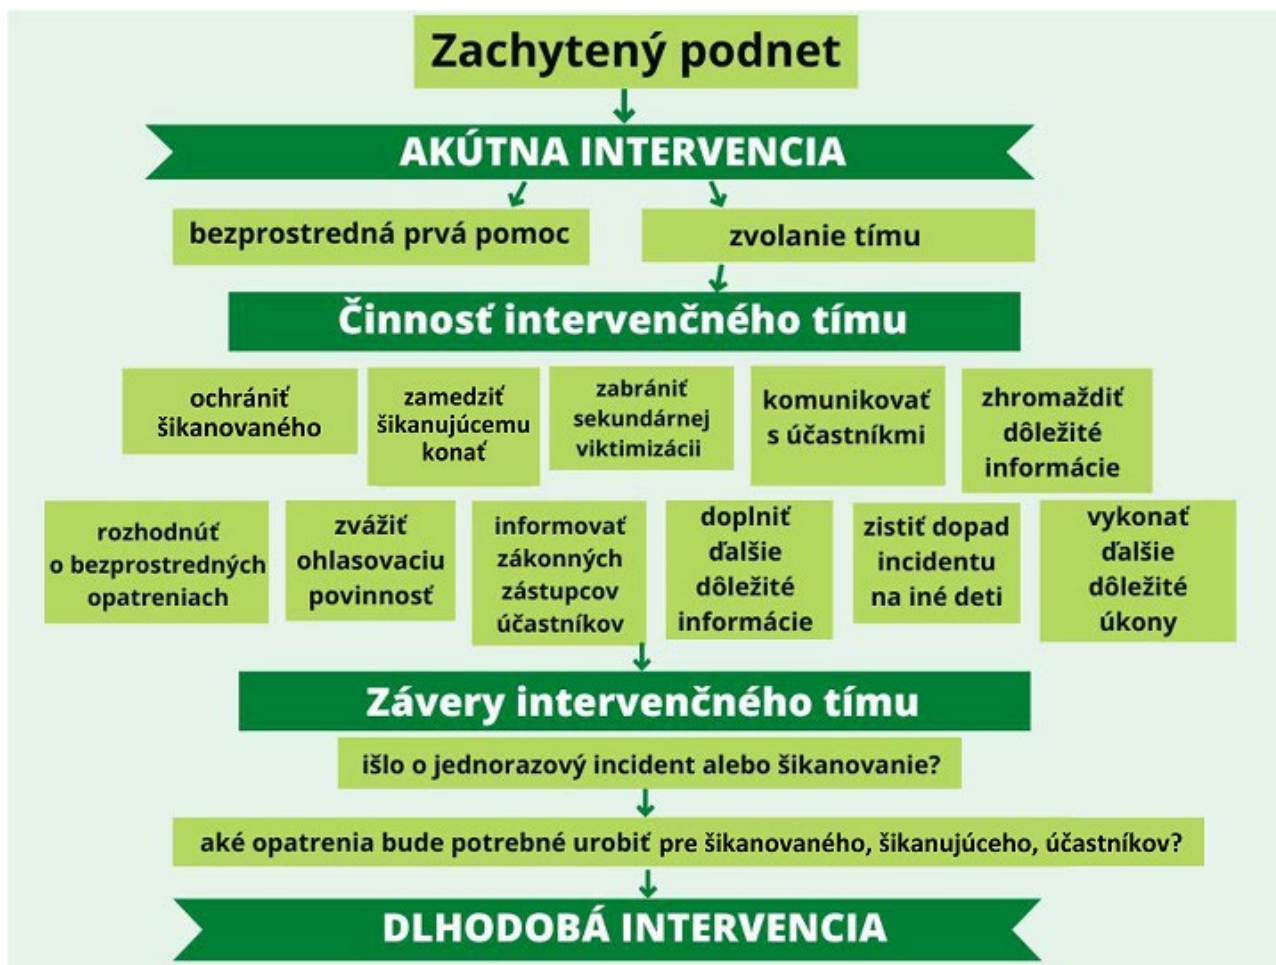 Zachytený podnet
AKÚTNA INTERVENCIA
bezprostredná prvá pomoc
zvolanie tímu
Činnosť intervenčného tímu
ochrániť
šikanovaného
zamedziť
šikanujúcemu
konať
zabrániť
sekundárnej
viktimizácii
komunikovať
s účastníkmi
zhromaždiť
dôležité
informácie
rozhodnúť
o bezprostredných
opatreniach
zvážiť
ohlasovaciu
povinnosť
informovať
zákonných
zástupcov
účastníkov
doplniť
ďalšie
dôležité
informácie
zistiť dopad
incidentu
na iné deti
vykonať
ďalšie
dôležité
úkony
Závery intervenčného tímu
išlo o jednorazový incident alebo šikanovanie?
aké opatrenia bude potrebné urobiť pre šikanovaného, šikanujúceho, účastníkov?
DLHODOBÁ INTERVENCIA